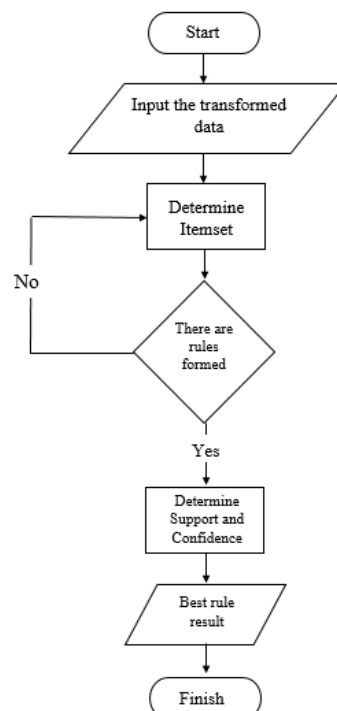 Start
Input the transformed
data
Determine
Itemset
No
There are
rules
formed
Yes
Determine
Support and
Confidence
Best rule
result
Finish